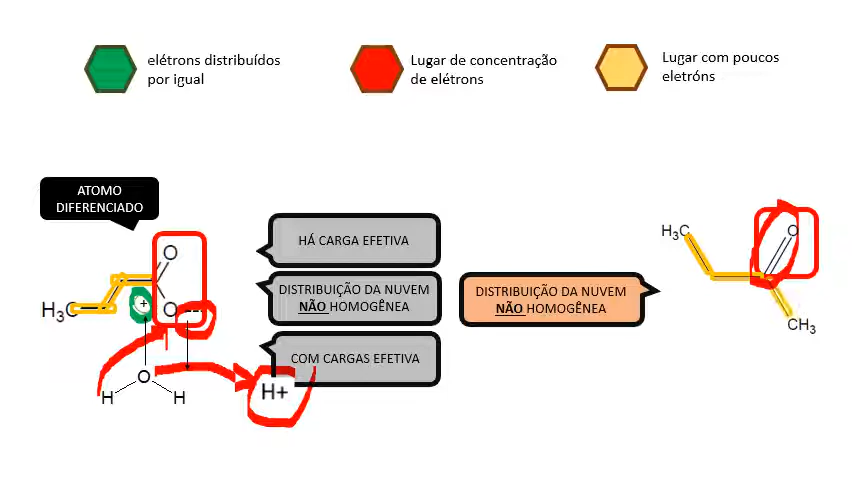 elétrons distribuídos
por igual
Lugar de concentração
de elétrons
Lugar com poucos
eletróns
ATOMO
DIFERENCIADO
HÁ CARGA EFETIVA
DISTRIBUIÇÃO DA NUVEM
NÃO HOMOGÊNEA
COM CARGAS EFETIVA
DISTRIBUIÇÃO DA NUVEM
NÃO HOMOGÊNEA
O
H₃C
+
O
O
H
H
H+
H₃C
O
CH₃